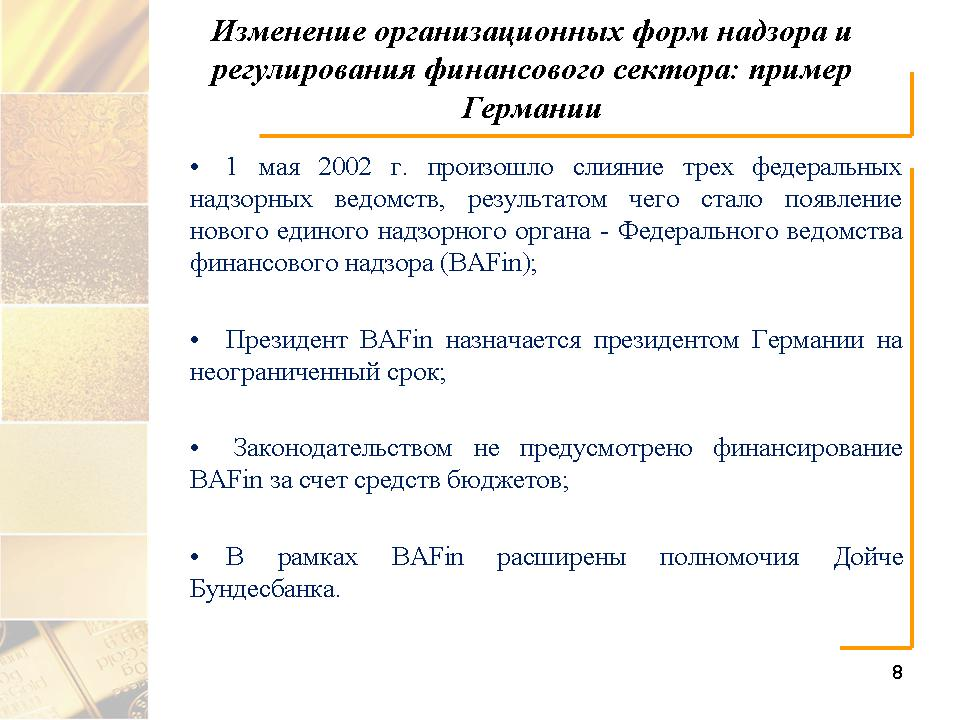 Изменение организационных форм надзора и
регулирования финансового сектора: пример
Германии
• 1 мая 2002 г. произошло слияние трех федеральных
надзорных ведомств, результатом чего стало появление
нового единого надзорного органа - Федерального ведомства
финансового надзора (BAFin);
• Президент BAFin назначается президентом Германии на
неограниченный срок;
• Законодательством не предусмотрено финансирование
BAFin за счет средств бюджетов;
• В рамках BAFin расширены полномочия Дойче
Бундесбанка.
8